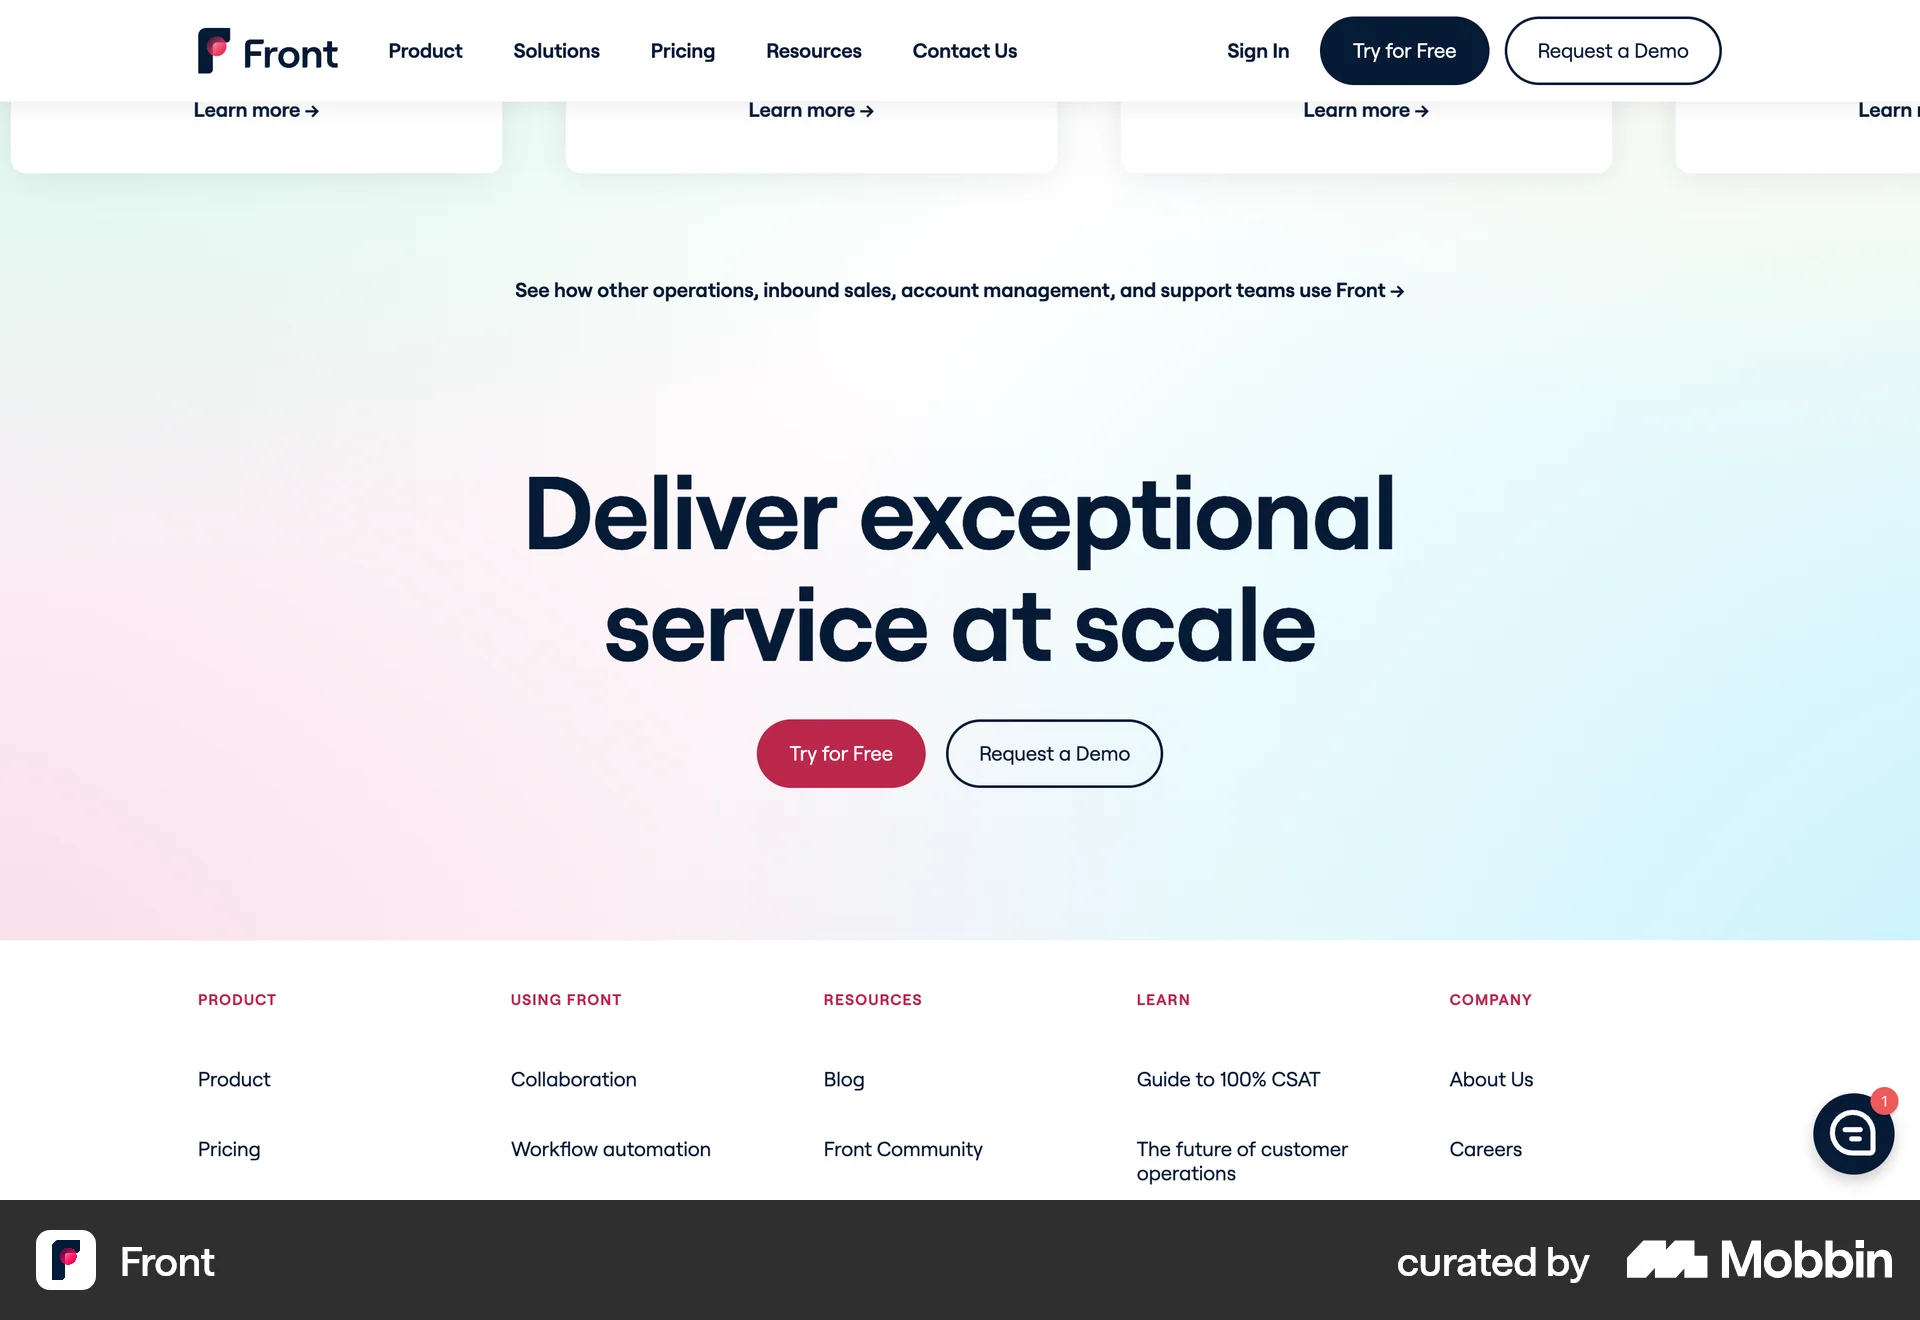 Front
Product
Solutions
Pricing
Resources
Contact Us
Sign In
Try for Free
Request a Demo
Learn more →
Learn more →
Learn more →
Learn
See how other operations, inbound sales, account management, and support teams use Front →
Deliver exceptional
service at scale
Try for Free
Request a Demo
PRODUCT
Product
Pricing
USING FRONT
Collaboration
Workflow automation
RESOURCES
Blog
Front Community
LEARN
Guide to 100% CSAT
The future of customer
operations
COMPANY
About Us
Careers
1
Front
curated by
Mobbin